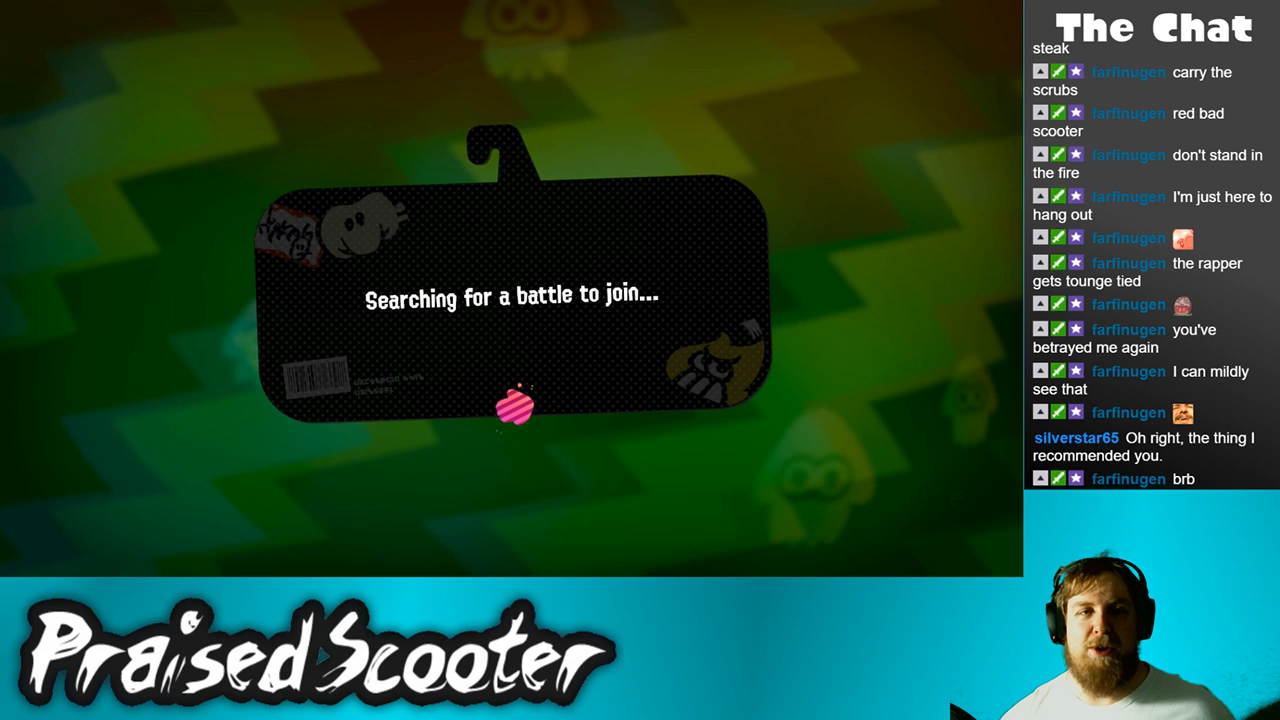 Searching for a battle to join...
The Chat
steak
farfinugen carry the
scrubs
farfinugen red bad
scooter
farfinugen don't stand in
the fire
farfinugen I'm just here to
hang out
farfinugen
farfinugen the rapper
gets tounge tied
farfinugen
farfinugen you've
betrayed me again
farfinugen I can mildly
see that
farfinugen
silverstar65 Oh right, the thing I
recommended you.
farfinugen brb
PraisedScooter